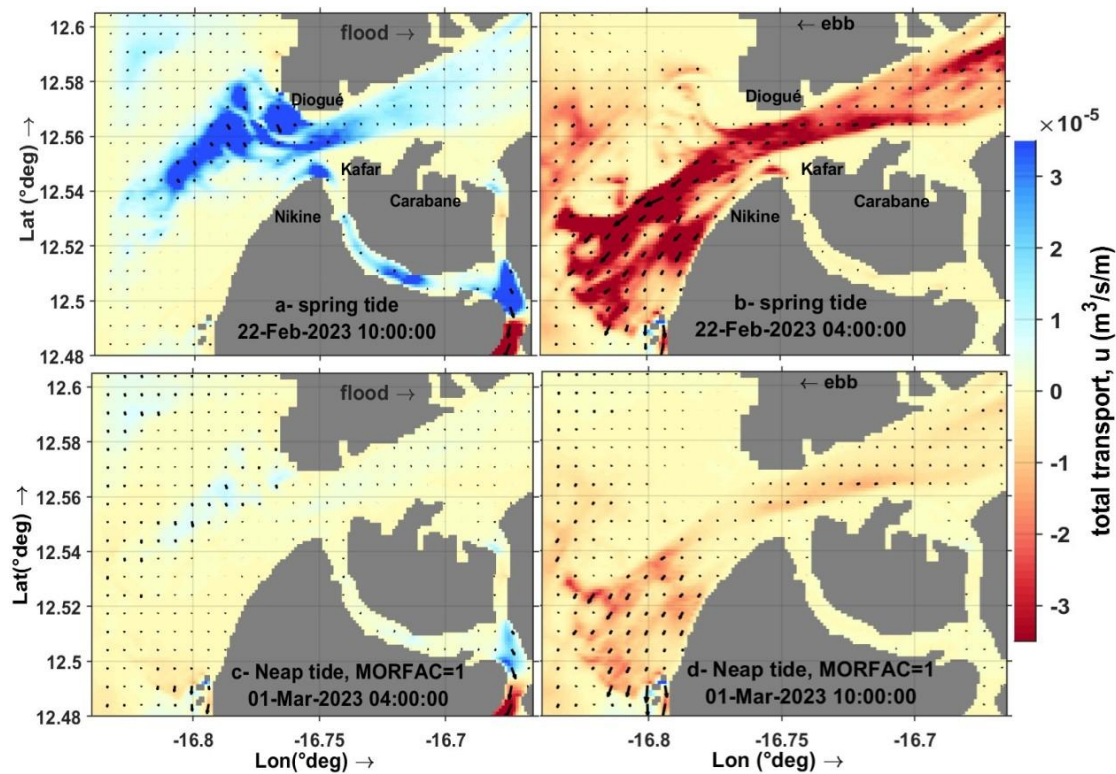 12.6
12.58
12.56
12.54
12.52
12.5
12.48
Lat (°deg) →
flood →
Diogué
Kafar
Carabane
Nikine
a- spring tide
22-Feb-2023 10:00:00
← ebb
Diogué
Kafar
Carabane
Nikine
b- spring tide
22-Feb-2023 04:00:00
12.6
12.58
12.56
12.54
12.52
12.5
12.48
Lat(°deg) →
flood →
c- Neap tide, MORFAC=1
01-Mar-2023 04:00:00
-16.8
-16.75
-16.7
Lon(°deg) →
← ebb
d- Neap tide, MORFAC=1
01-Mar-2023 10:00:00
-16.8
-16.75
-16.7
Lon (°deg) →
×10⁻⁵
3
2
1
0
-1
-2
-3
total transport, u (m³/s/m)